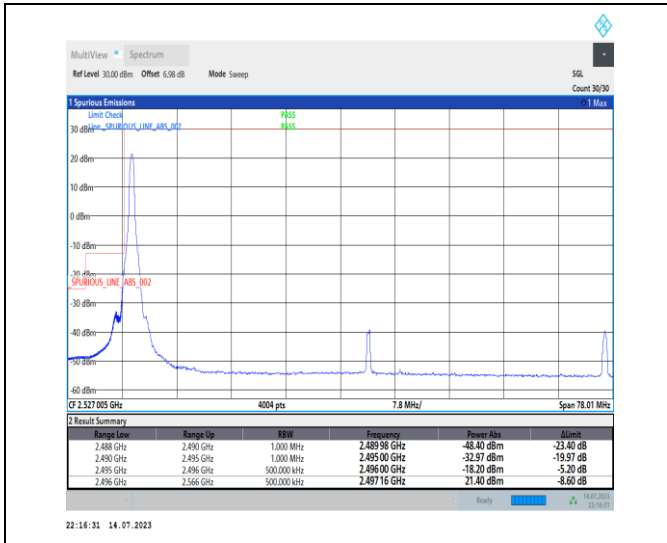 MultiView Spectrum
Ref Level 30.00 dBm Offset 6.98 dB Mode Sweep SGL
Count 30/30
1 Spurious Emissions 1 Max
Limit Check PASS
Line _SPURIOUS_LINE_ABS_002 PASS
30 dBm
20 dBm
10 dBm
0 dBm
-10 dBm
-20 dBm
_SPURIOUS_LINE_ABS_002
-30 dBm
-40 dBm
-50 dBm
-60 dBm
CF 2.527 005 GHz 4004 pts 7.8 MHz/ Span 78.01 MHz
2 Result Summary
Range Low Range Up RBW Frequency Power Abs ΔLimit
2.488 GHz 2.490 GHz 1.000 MHz 2.489 98 GHz -48.40 dBm -23.40 dB
2.490 GHz 2.495 GHz 1.000 MHz 2.495 00 GHz -32.97 dBm -19.97 dB
2.495 GHz 2.496 GHz 500.000 kHz 2.496 00 GHz -18.20 dBm -5.20 dB
2.496 GHz 2.566 GHz 500.000 kHz 2.497 16 GHz 21.40 dBm -8.60 dB
Ready 14.07.2023
22:16:31
22:16:31 14.07.2023